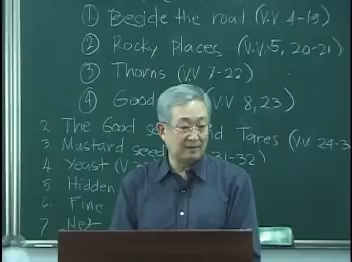 ① Beside the road (V.V 4-19)
② Rocky places (V.V 5, 20-21)
③ Thorns (V.V 7-22)
④ Good (V.V 8, 23)
2 The Good Tares (V.V. 24-3
3 Mustard seed 31-32)
4 Yeast (V
5 Hidden
6. Fine
7 Net